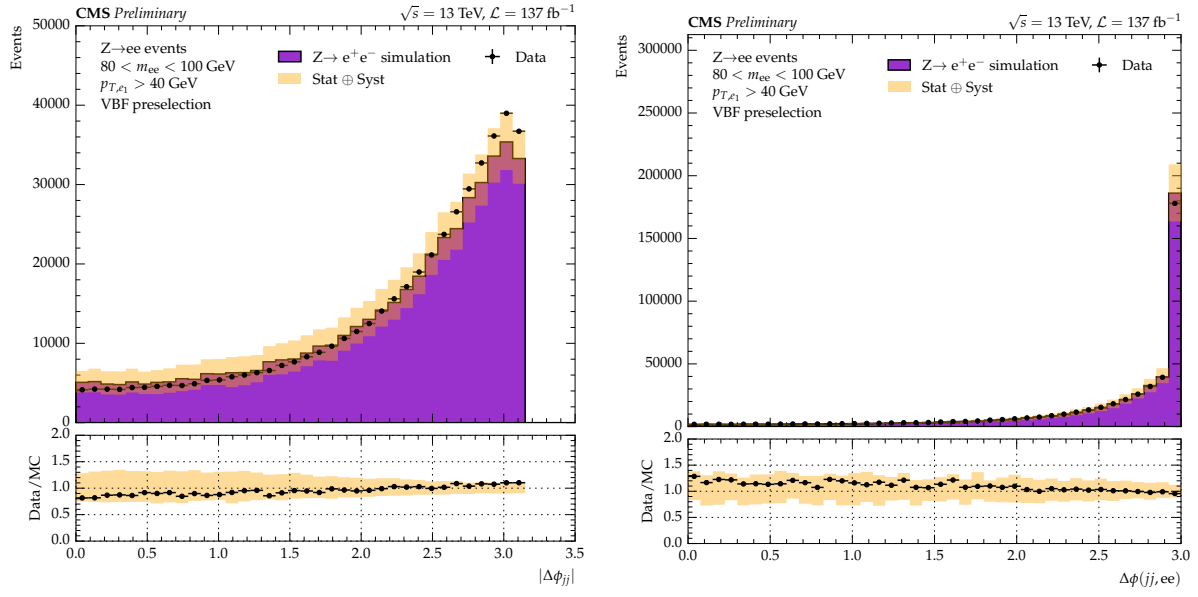 CMS Preliminary
√s = 13 TeV, ℒ = 137 fb⁻¹
Events
Z→ee events
80 < m_ee < 100 GeV
p_T,e₁ > 40 GeV
VBF preselection
Z→ e⁺e⁻ simulation
Data
Stat ⊕ Syst
50000
40000
30000
20000
10000
0
Data/MC
2.0
1.5
1.0
0.5
0.0
0.0 0.5 1.0 1.5 2.0 2.5 3.0 3.5
|Δϕ_jj|
CMS Preliminary
√s = 13 TeV, ℒ = 137 fb⁻¹
Events
Z→ee events
80 < m_ee < 100 GeV
p_T,e₁ > 40 GeV
VBF preselection
Z→ e⁺e⁻ simulation
Data
Stat ⊕ Syst
300000
250000
200000
150000
100000
50000
0
Data/MC
2.0
1.5
1.0
0.5
0.0
0.0 0.5 1.0 1.5 2.0 2.5 3.0
Δϕ(jj, ee)